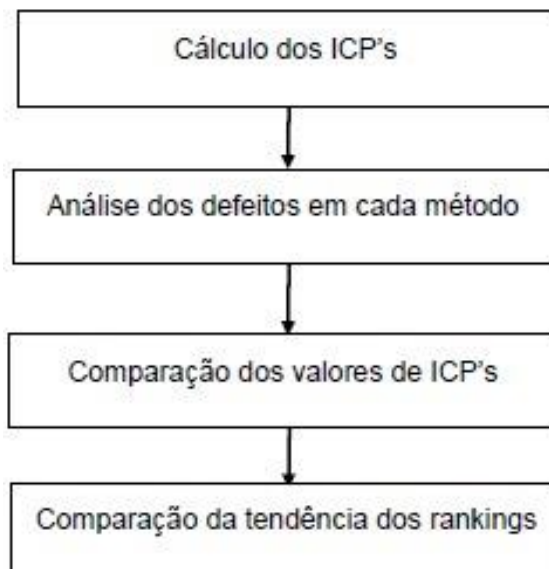 Cálculo dos ICP's
Análise dos defeitos em cada método
Comparação dos valores de ICP's
Comparação da tendência dos rankings